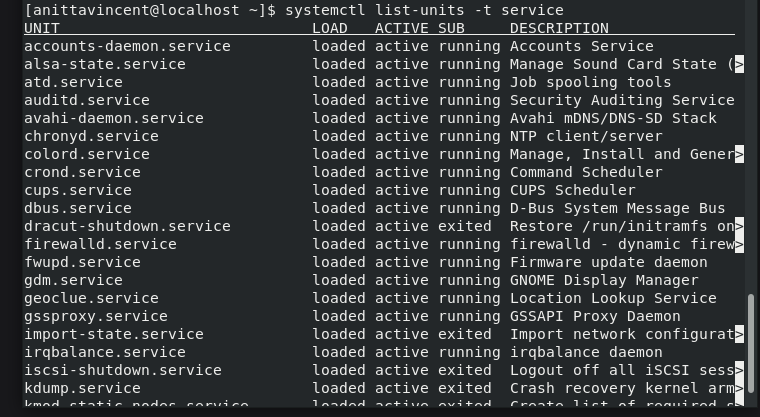 [anittavincent@localhost ~]$ systemctl list-units -t service
UNIT LOAD ACTIVE SUB DESCRIPTION
accounts-daemon.service loaded active running Accounts Service
alsa-state.service loaded active running Manage Sound Card State (>
atd.service loaded active running Job spooling tools
auditd.service loaded active running Security Auditing Service
avahi-daemon.service loaded active running Avahi mDNS/DNS-SD Stack
chronyd.service loaded active running NTP client/server
colord.service loaded active running Manage, Install and Gener>
crond.service loaded active running Command Scheduler
cups.service loaded active running CUPS Scheduler
dbus.service loaded active running D-Bus System Message Bus
dracut-shutdown.service loaded active exited Restore /run/initramfs on>
firewalld.service loaded active running firewalld - dynamic firew>
fwupd.service loaded active running Firmware update daemon
gdm.service loaded active running GNOME Display Manager
geoclue.service loaded active running Location Lookup Service
gssproxy.service loaded active running GSSAPI Proxy Daemon
import-state.service loaded active exited Import network configurat>
irqbalance.service loaded active running irqbalance daemon
iscsi-shutdown.service loaded active exited Logout off all iSCSI sess>
kdump.service loaded active exited Crash recovery kernel arm>
kmod-static-nodes.service loaded active exited Create list of required s>